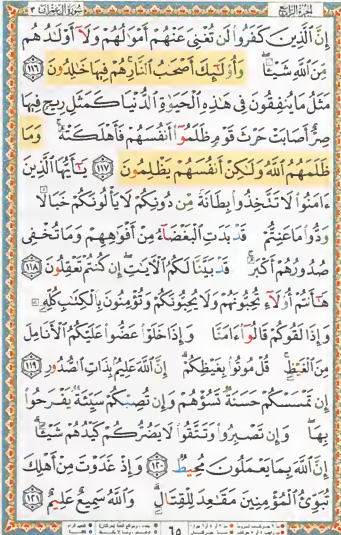 الجزء الرابع سورة آل عمران ٣
إِنَّ ٱلَّذِينَ كَفَرُوا۟ لَن تُغْنِىَ عَنْهُمْ أَمْوَٰلُهُمْ وَلَآ أَوْلَٰدُهُم
مِّنَ ٱللَّهِ شَيْـًٔا ۖ وَأُو۟لَٰٓئِكَ أَصْحَٰبُ ٱلنَّارِ ۚ هُمْ فِيهَا خَٰلِدُونَ ١١٦
مَثَلُ مَا يُنفِقُونَ فِى هَٰذِهِ ٱلْحَيَوٰةِ ٱلدُّنْيَا كَمَثَلِ رِيحٍ فِيهَا
صِرٌّ أَصَابَتْ حَرْثَ قَوْمٍ ظَلَمُوٓا۟ أَنفُسَهُمْ فَأَهْلَكَتْهُ ۚ وَمَا
ظَلَمَهُمُ ٱللَّهُ وَلَٰكِنْ أَنفُسَهُمْ يَظْلِمُونَ ١١٧ يَٰٓأَيُّهَا ٱلَّذِينَ
ءَامَنُوا۟ لَا تَتَّخِذُوا۟ بِطَانَةً مِّن دُونِكُمْ لَا يَأْلُونَكُمْ خَبَالًا
وَدُّوا۟ مَا عَنِتُّمْ قَدْ بَدَتِ ٱلْبَغْضَآءُ مِنْ أَفْوَٰهِهِمْ وَمَا تُخْفِى
صُدُورُهُمْ أَكْبَرُ ۚ قَدْ بَيَّنَّا لَكُمُ ٱلْـَٔايَٰتِ ۖ إِن كُنتُمْ تَعْقِلُونَ ١١٨
هَٰٓأَنتُمْ أُو۟لَآءِ تُحِبُّونَهُمْ وَلَا يُحِبُّونَكُمْ وَتُؤْمِنُونَ بِٱلْكِتَٰبِ كُلِّهِۦ
وَإِذَا لَقُوكُمْ قَالُوٓا۟ ءَامَنَّا وَإِذَا خَلَوْا۟ عَضُّوا۟ عَلَيْكُمُ ٱلْأَنَامِلَ
مِنَ ٱلْغَيْظِ ۚ قُلْ مُوتُوا۟ بِغَيْظِكُمْ ۗ إِنَّ ٱللَّهَ عَلِيمٌۢ بِذَاتِ ٱلصُّدُورِ ١١٩
إِن تَمْسَسْكُمْ حَسَنَةٌ تَسُؤْهُمْ وَإِن تُصِبْكُمْ سَيِّئَةٌ يَفْرَحُوا۟
بِهَا ۖ وَإِن تَصْبِرُوا۟ وَتَتَّقُوا۟ لَا يَضُرُّكُمْ كَيْدُهُمْ شَيْـًٔا ۗ
إِنَّ ٱللَّهَ بِمَا يَعْمَلُونَ مُحِيطٌ ١٢٠ وَإِذْ غَدَوْتَ مِنْ أَهْلِكَ
تُبَوِّئُ ٱلْمُؤْمِنِينَ مَقَٰعِدَ لِلْقِتَالِ ۗ وَٱللَّهُ سَمِيعٌ عَلِيمٌ ١٢١
٦٥